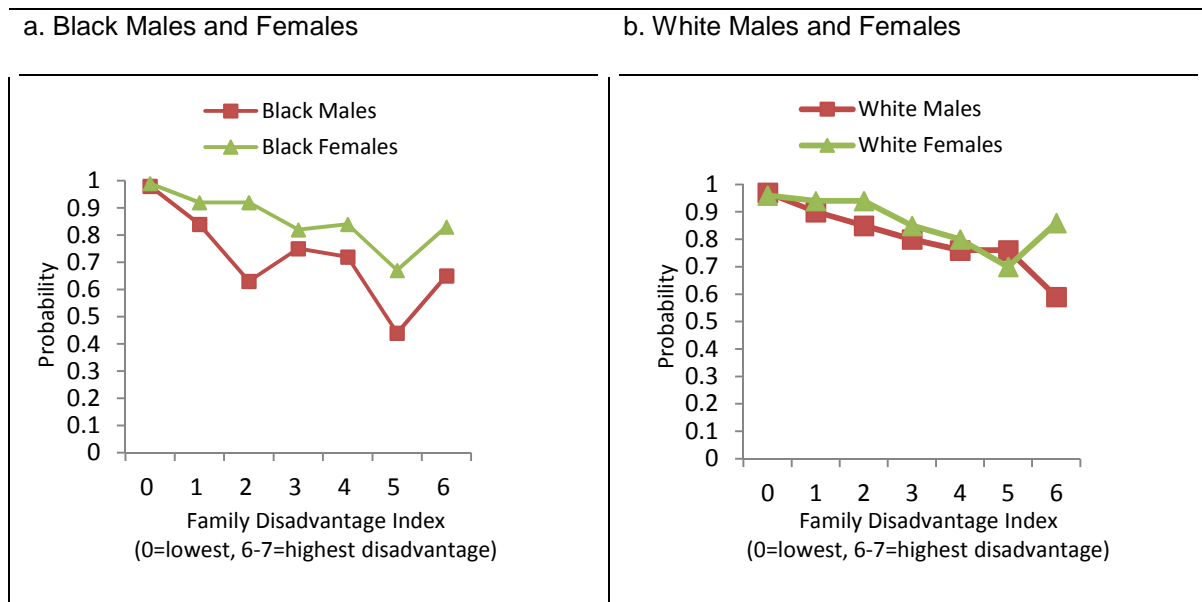 a. Black Males and Females
Black Males
Black Females
1
0.9
0.8
0.7
0.6
0.5
0.4
0.3
0.2
0.1
0
Probability
0 1 2 3 4 5 6
Family Disadvantage Index
(0=lowest, 6-7=highest disadvantage)
b. White Males and Females
White Males
White Females
1
0.9
0.8
0.7
0.6
0.5
0.4
0.3
0.2
0.1
0
Probability
0 1 2 3 4 5 6
Family Disadvantage Index
(0=lowest, 6-7=highest disadvantage)